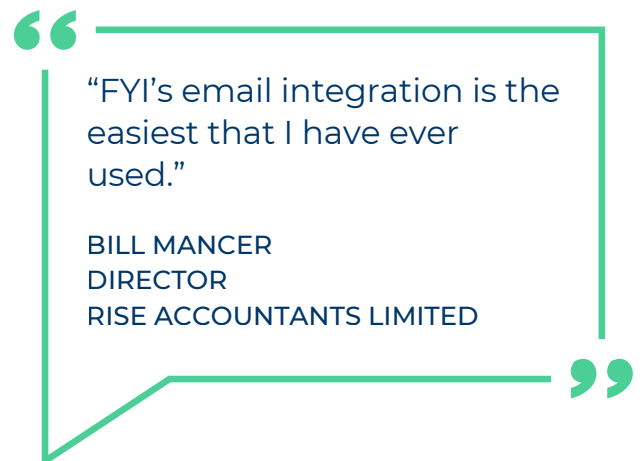 “FYI’s email integration is the
easiest that I have ever
used.”
BILL MANCER
DIRECTOR
RISE ACCOUNTANTS LIMITED